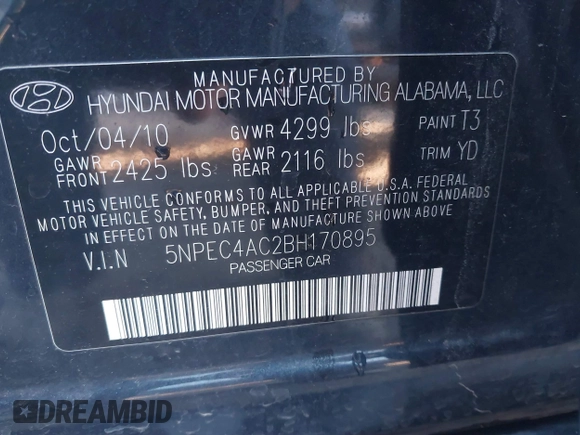 MANUFACTURED BY
HYUNDAI MOTOR MANUFACTURING ALABAMA, LLC
Oct/04/10 GVWR 4299 lbs PAINT T3
GAWR FRONT 2425 lbs GAWR REAR 2116 lbs TRIM YD
THIS VEHICLE CONFORMS TO ALL APPLICABLE U.S.A. FEDERAL
MOTOR VEHICLE SAFETY, BUMPER, AND THEFT PREVENTION STANDARDS
IN EFFECT ON THE DATE OF MANUFACTURE SHOWN ABOVE
V.I.N 5NPEC4AC2BH170895
PASSENGER CAR
DREAMBID